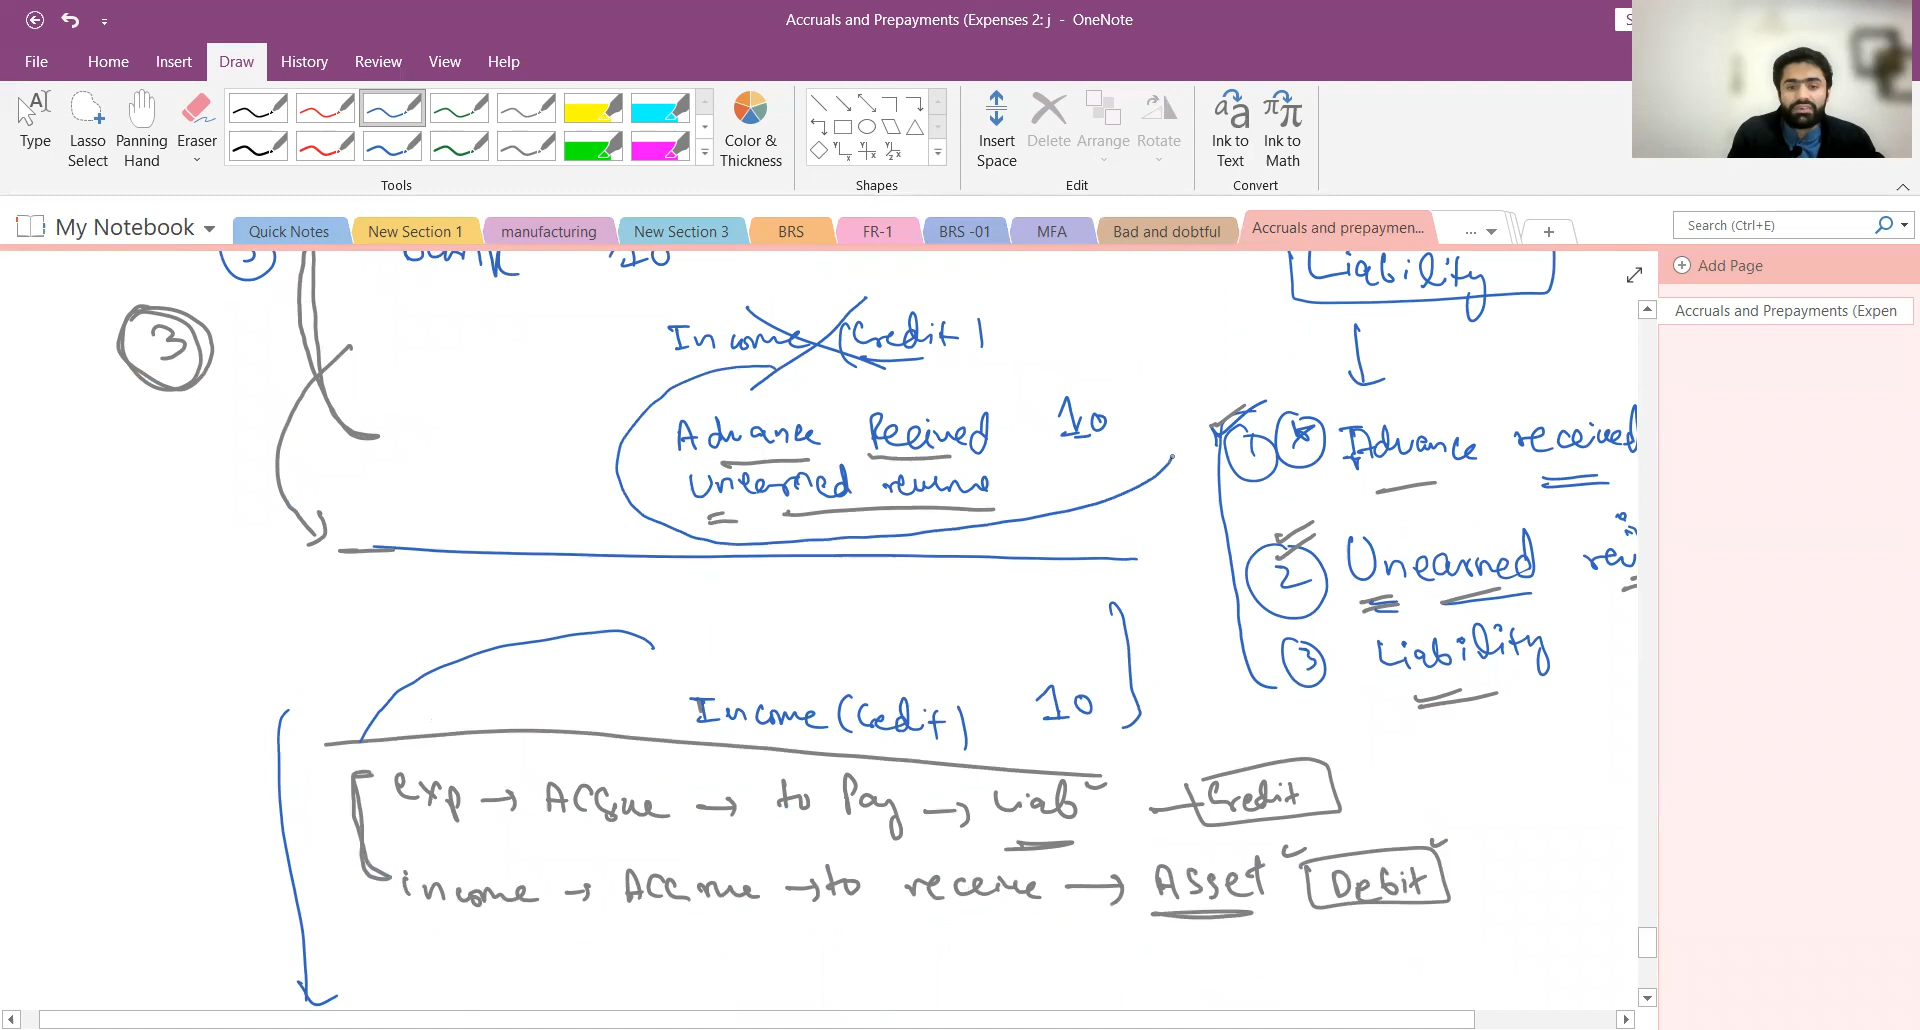 Accruals and Prepayments (Expenses 2: j - OneNote
File Home Insert Draw History Review View Help
Type
Lasso Select
Panning Hand
Eraser
Color & Thickness
Insert Space
Delete
Arrange
Rotate
Ink to Text
Ink to Math
Tools
Shapes
Edit
Convert
My Notebook
Quick Notes
New Section 1
manufacturing
New Section 3
BRS
FR-1
BRS -01
MFA
Bad and doubtful
Accruals and prepaymen...
...
Search (Ctrl+E)
Add Page
Accruals and Prepayments (Expen
Bank 10
Liability
3
Income (Credit)
Advance Received 10
Unearned revenue
1 Advance received
2 Unearned rev
3 Liability
Income (Credit) 10
exp → Accrue → to Pay → Liab → Credit
income → Accrue → to receive → Asset Debit